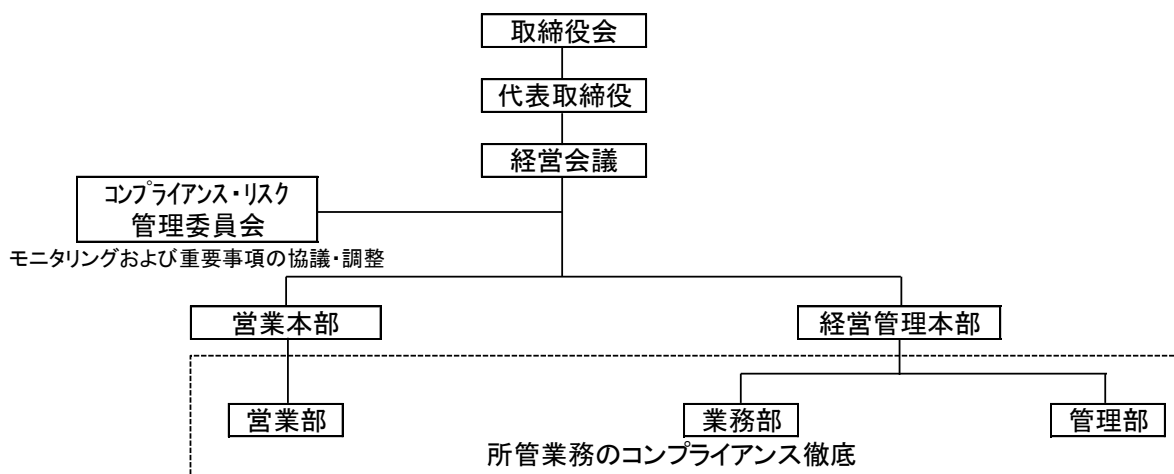 取締役会
代表取締役
経営会議
コンプライアンス・リスク
管理委員会
モニタリングおよび重要事項の協議・調整
営業本部
経営管理本部
営業部
業務部
管理部
所管業務のコンプライアンス徹底